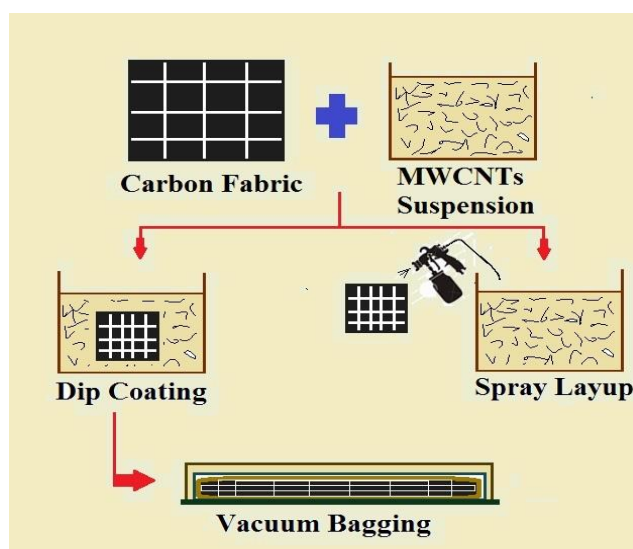 Carbon Fabric
MWCNTs
Suspension
Dip Coating
Spray Layup
Vacuum Bagging